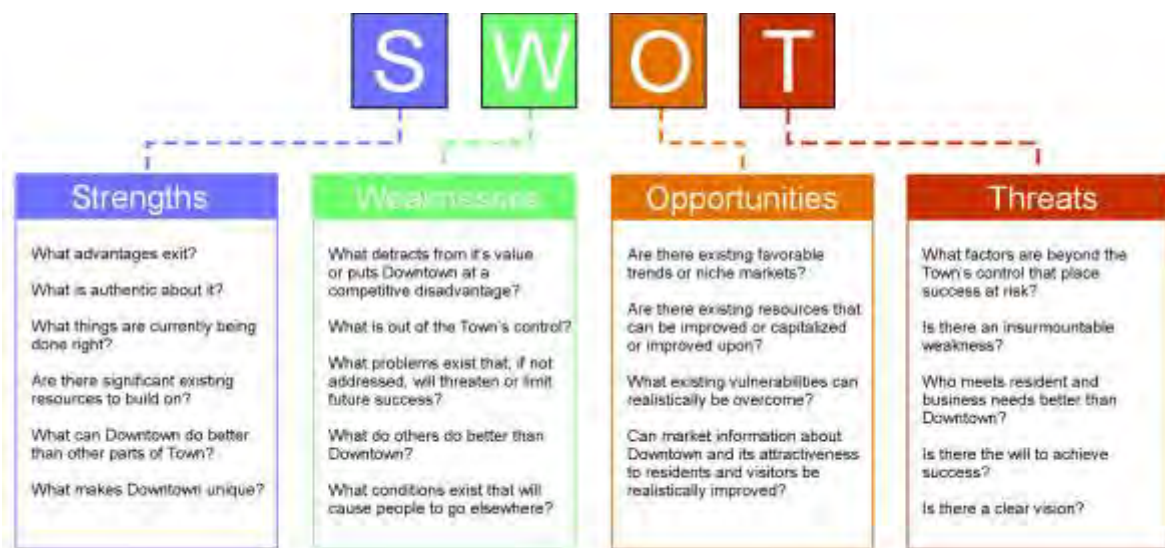 S W O T
Strengths
What advantages exit?
What is authentic about it?
What things are currently being
done right?
Are there significant existing
resources to build on?
What can Downtown do better
than other parts of Town?
What makes Downtown unique?
Weaknesses
What detracts from it's value
or puts Downtown at a
competitive disadvantage?
What is out of the Town's control?
What problems exist that, if not
addressed, will threaten or limit
future success?
What do others do better than
Downtown?
What conditions exist that will
cause people to go elsewhere?
Opportunities
Are there existing favorable
trends or niche markets?
Are there existing resources that
can be improved or capitalized
or improved upon?
What existing vulnerabilities can
realistically be overcome?
Can market information about
Downtown and its attractiveness
to residents and visitors be
realistically improved?
Threats
What factors are beyond the
Town's control that place
success at risk?
Is there an insurmountable
weakness?
Who meets resident and
business needs better than
Downtown?
Is there the will to achieve
success?
Is there a clear vision?